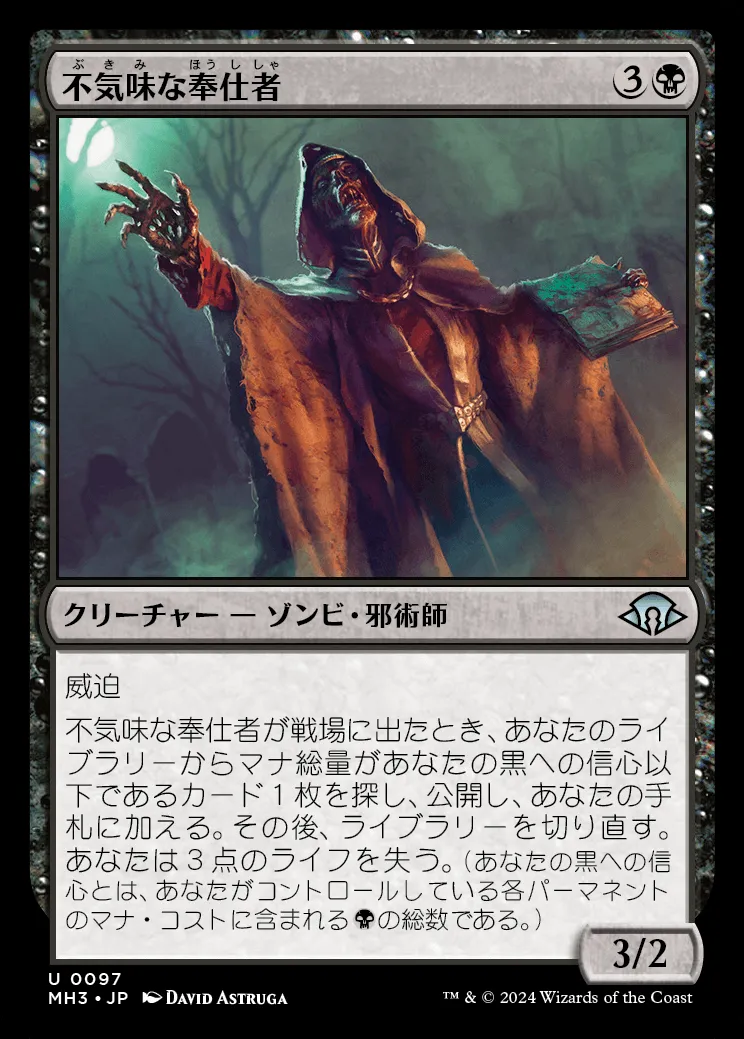 ぶきみ ほうししゃ
不気味な奉仕者
3
クリーチャー — ゾンビ・邪術師
威迫
不気味な奉仕者が戦場に出たとき、あなたのライ
ブラリーからマナ総量があなたの黒への信心以
下であるカード1枚を探し、公開し、あなたの手
札に加える。その後、ライブラリーを切り直す。
あなたは3点のライフを失う。(あなたの黒への信
心とは、あなたがコントロールしている各パーマネント
のマナ・コストに含まれるの総数である。)
3/2
U 0097
MH3 • JP David Astruga
™ & © 2024 Wizards of the Coast